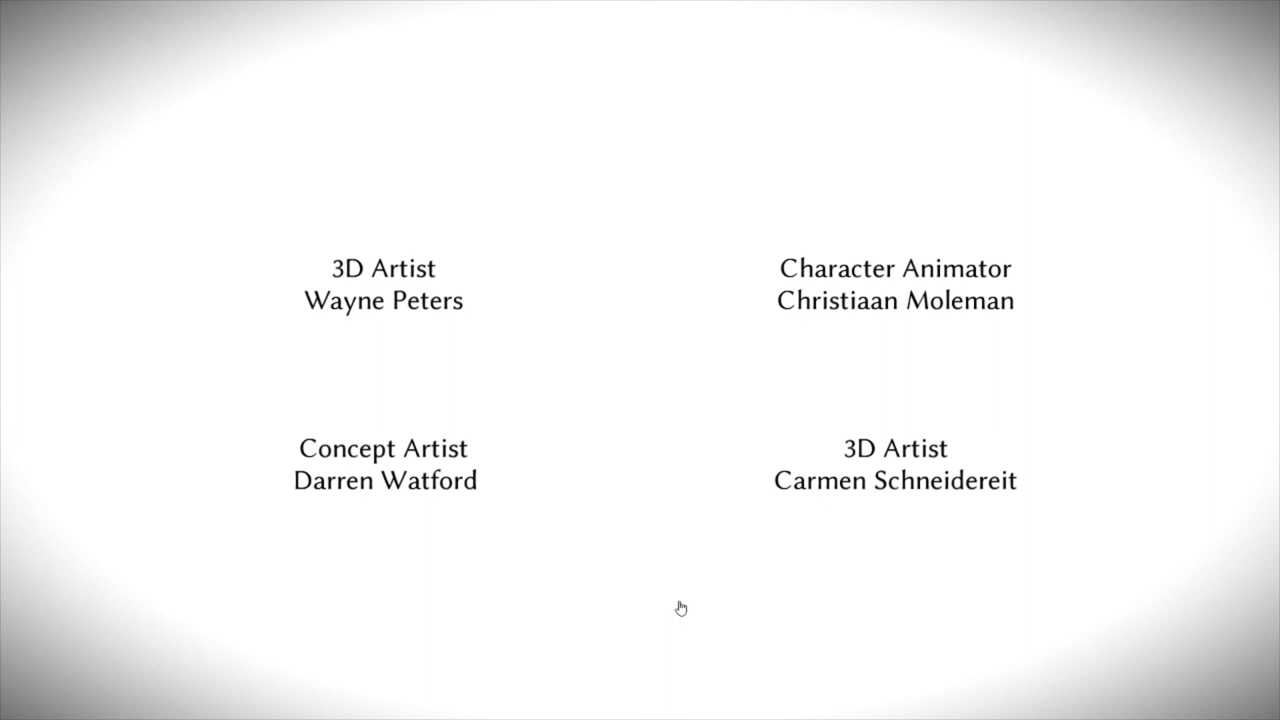 3D Artist
Wayne Peters
Character Animator
Christiaan Moleman
Concept Artist
Darren Watford
3D Artist
Carmen Schneidereit